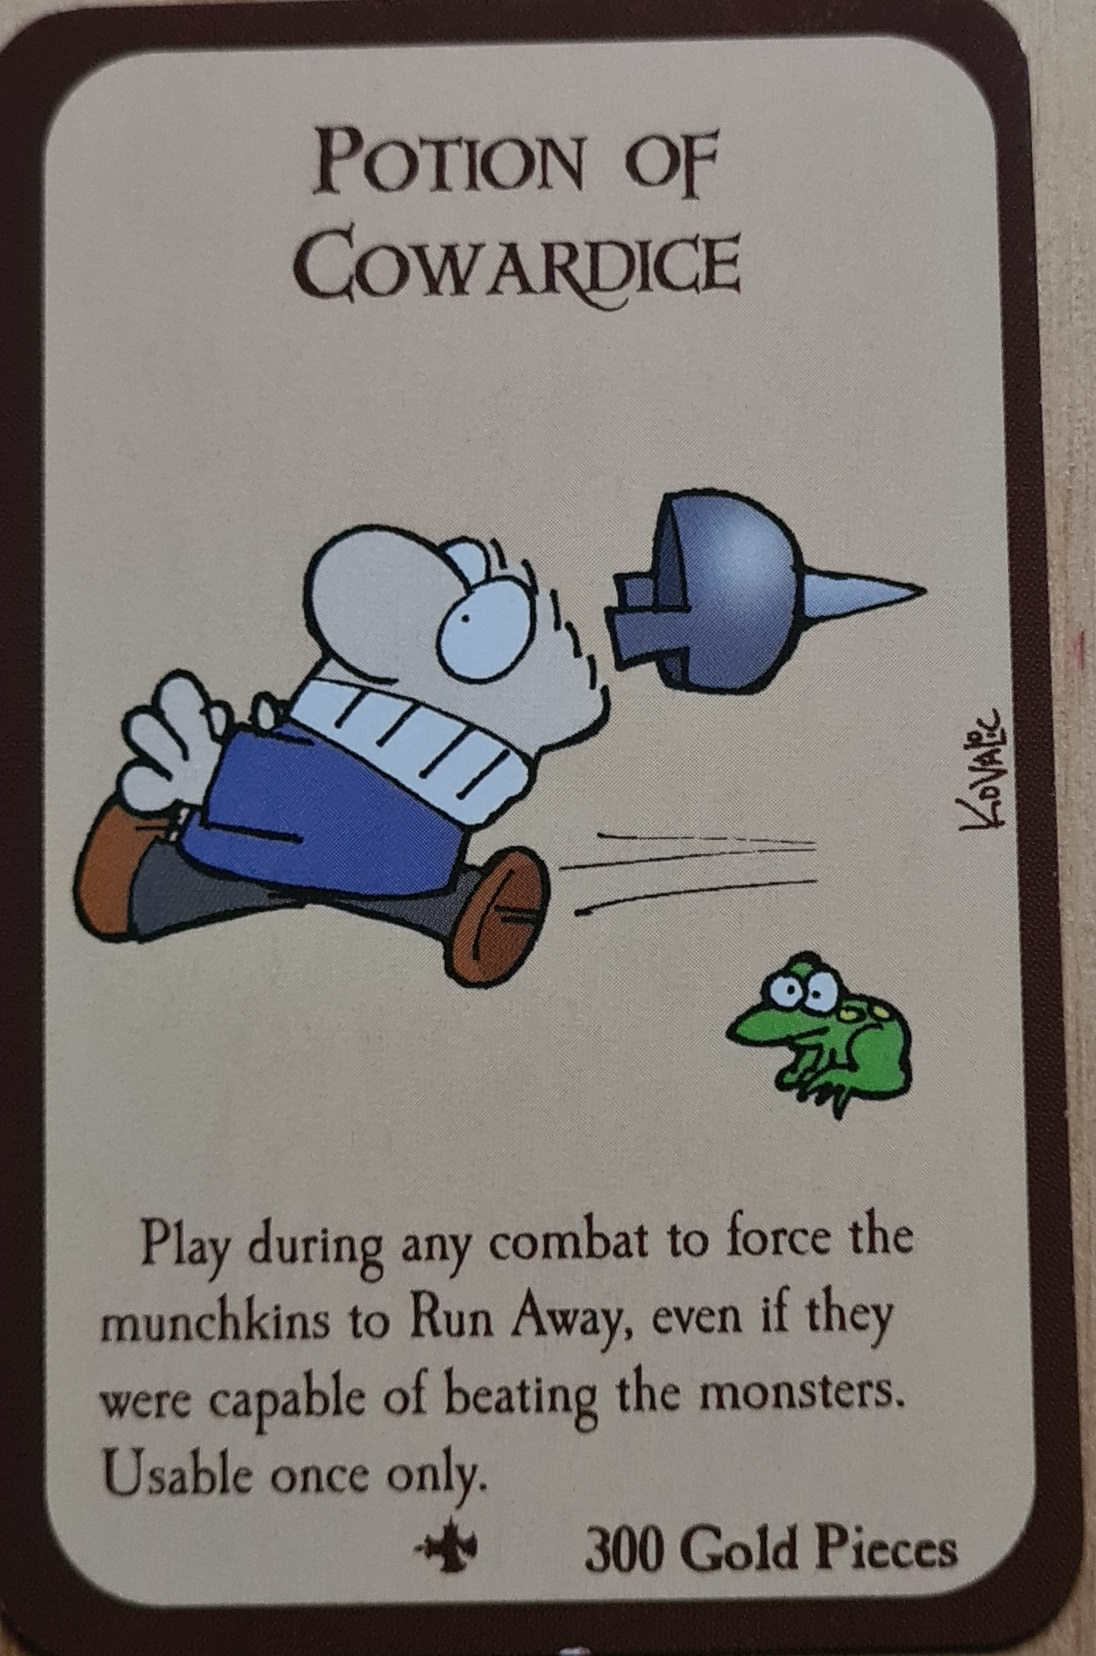 POTION OF
COWARDICE
KOVALIC
Play during any combat to force the
munchkins to Run Away, even if they
were capable of beating the monsters.
Usable once only.
300 Gold Pieces